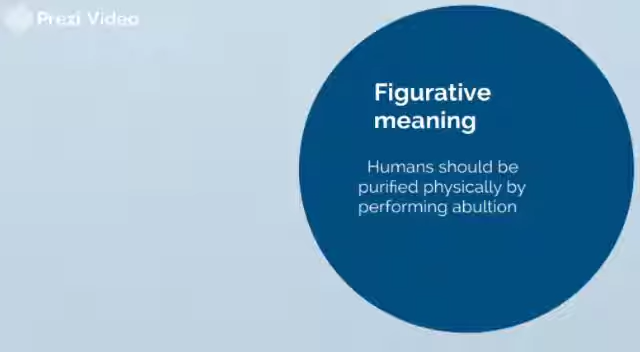 Prezi Video
Figurative
meaning
Humans should be
purified physically by
performing abultion